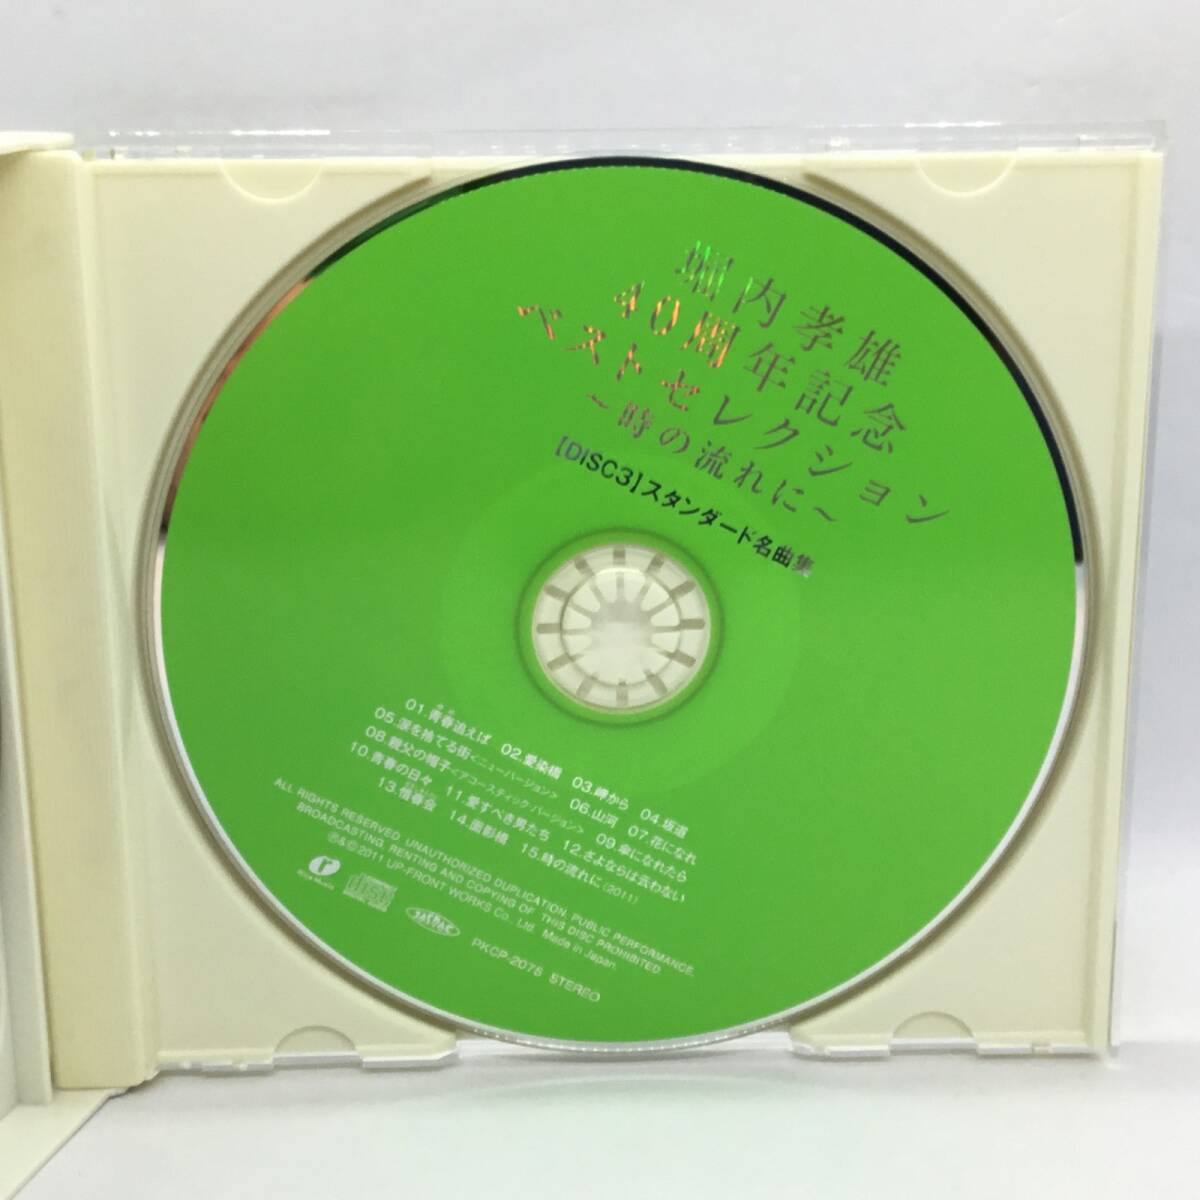 堀内孝雄
40周年記念
ベストセレクション
~時の流れに~
[DISC3]スタンダード名曲集
01.青春追えば 02.愛染橋 03.岬から 04.坂道
05.涙を捨てる街<ニューバージョン> 06.山河 07.花になれ
08.親父の帽子<アコースティック・バージョン> 09.傘になれたら
10.青春の日々 11.愛すべき男たち 12.さよならは云わない
13.惜春会 14.面影橋 15.時の流れに(2011)
ALL RIGHTS RESERVED. UNAUTHORIZED DUPLICATION, PUBLIC PERFORMANCE,
BROADCASTING, RENTING AND COPYING OF THIS DISC PROHIBITED.
℗&©2011 UP-FRONT WORKS Co., Ltd. Made in Japan.
r
Rice Music
PKCP-2075 STEREO